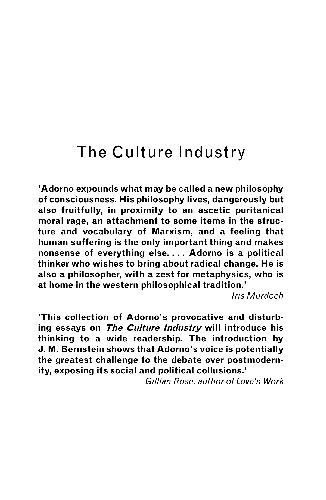 The Culture Industry
'Adorno expounds what may be called a new philosophy
of consciousness. His philosophy lives, dangerously but
also fruitfully, in proximity to an ascetic puritanical
moral rage, an attachment to some items in the struc-
ture and vocabulary of Marxism, and a feeling that
human suffering is the only important thing and makes
nonsense of everything else. . . . Adorno is a political
thinker who wishes to bring about radical change. He is
also a philosopher, with a zest for metaphysics, who is
at home in the western philosophical tradition.'
Iris Murdoch
'This collection of Adorno's provocative and disturb-
ing essays on The Culture Industry will introduce his
thinking to a wide readership. The introduction by
J. M. Bernstein shows that Adorno's voice is potentially
the greatest challenge to the debate over postmodern-
ity, exposing its social and political collusions.'
Gillian Rose, author of Love's Work